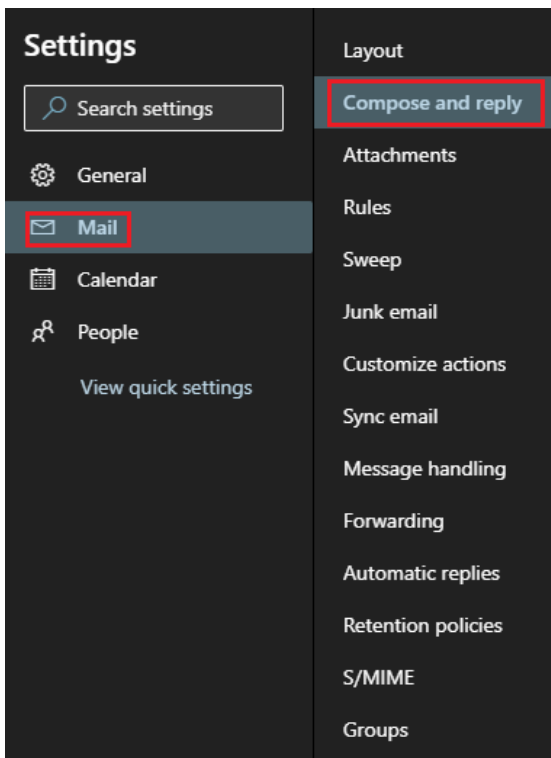 Settings
Search settings
General
Mail
Calendar
People
View quick settings
Layout
Compose and reply
Attachments
Rules
Sweep
Junk email
Customize actions
Sync email
Message handling
Forwarding
Automatic replies
Retention policies
S/MIME
Groups